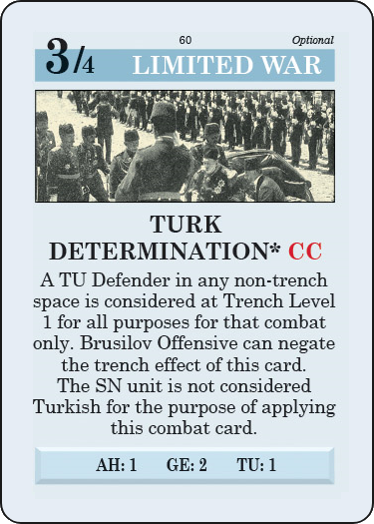 60
Optional
3/4 LIMITED WAR
TURK
DETERMINATION* CC
A TU Defender in any non-trench
space is considered at Trench Level
1 for all purposes for that combat
only. Brusilov Offensive can negate
the trench effect of this card.
The SN unit is not considered
Turkish for the purpose of applying
this combat card.
AH: 1 GE: 2 TU: 1